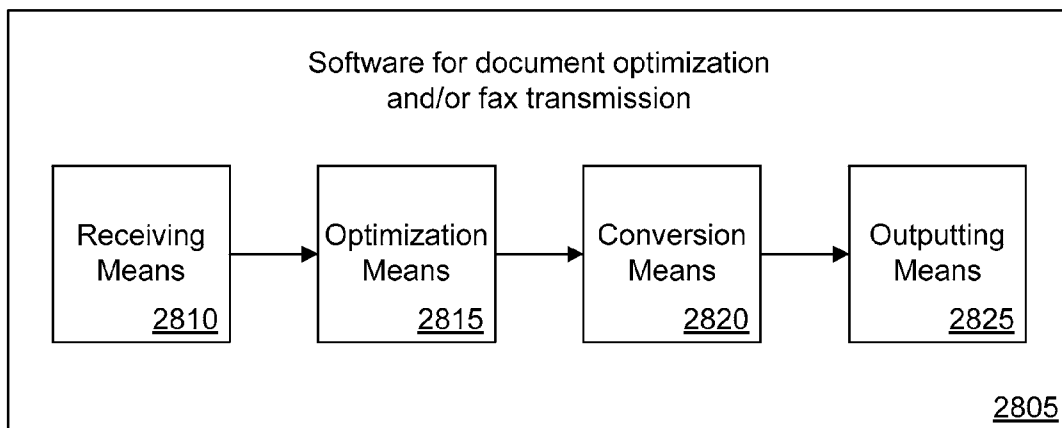 Software for document optimization
and/or fax transmission
Receiving
Means
2810
Optimization
Means
2815
Conversion
Means
2820
Outputting
Means
2825
2805